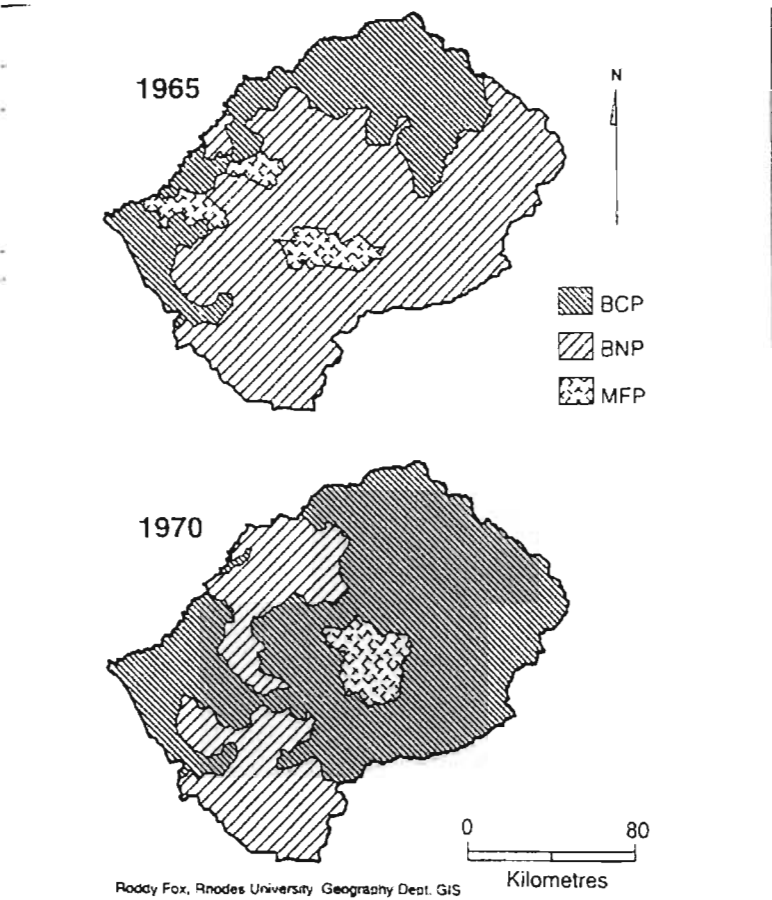 1965
N
BCP
BNP
MFP
1970
0 80
Kilometres
Roddy Fox, Rhodes University Geography Dept. GIS